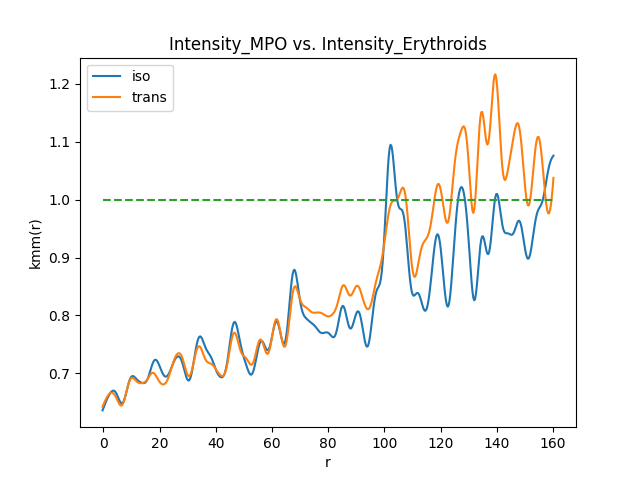 Intensity_MPO vs. Intensity_Erythroids
iso
trans
1.2
1.1
1.0
0.9
0.8
0.7
kmm(r)
0 20 40 60 80 100 120 140 160
r